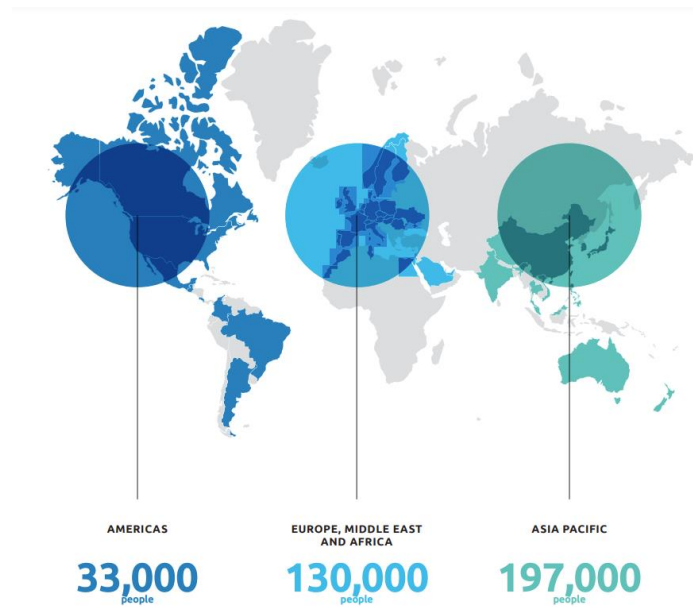 AMERICAS
33,000
people
EUROPE, MIDDLE EAST
AND AFRICA
130,000
people
ASIA PACIFIC
197,000
people